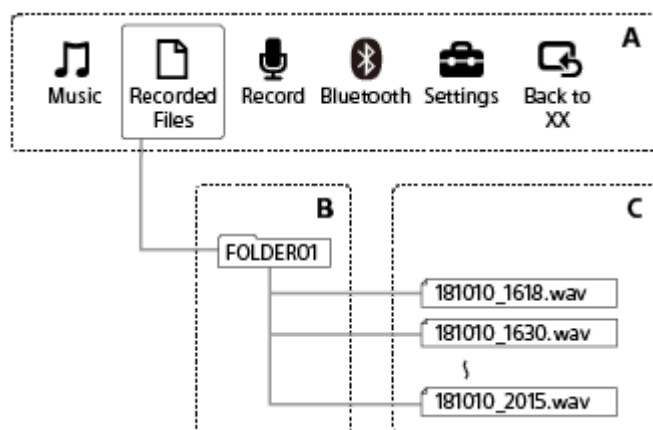 A
Music
Recorded
Files
Record
Bluetooth
Settings
Back to
XX
B
C
FOLDER01
181010_1618.wav
181010_1630.wav
181010_2015.wav